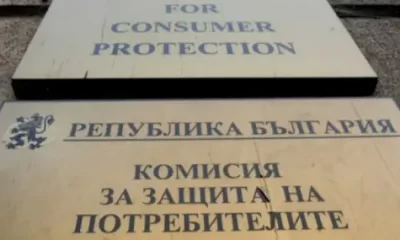 FOR
CONSUMER
PROTECTION
РЕПУБЛИКА БЪЛГАРИЯ
КОМИСИЯ
ЗА ЗАЩИТА НА
ПОТРЕБИТЕЛИТЕ